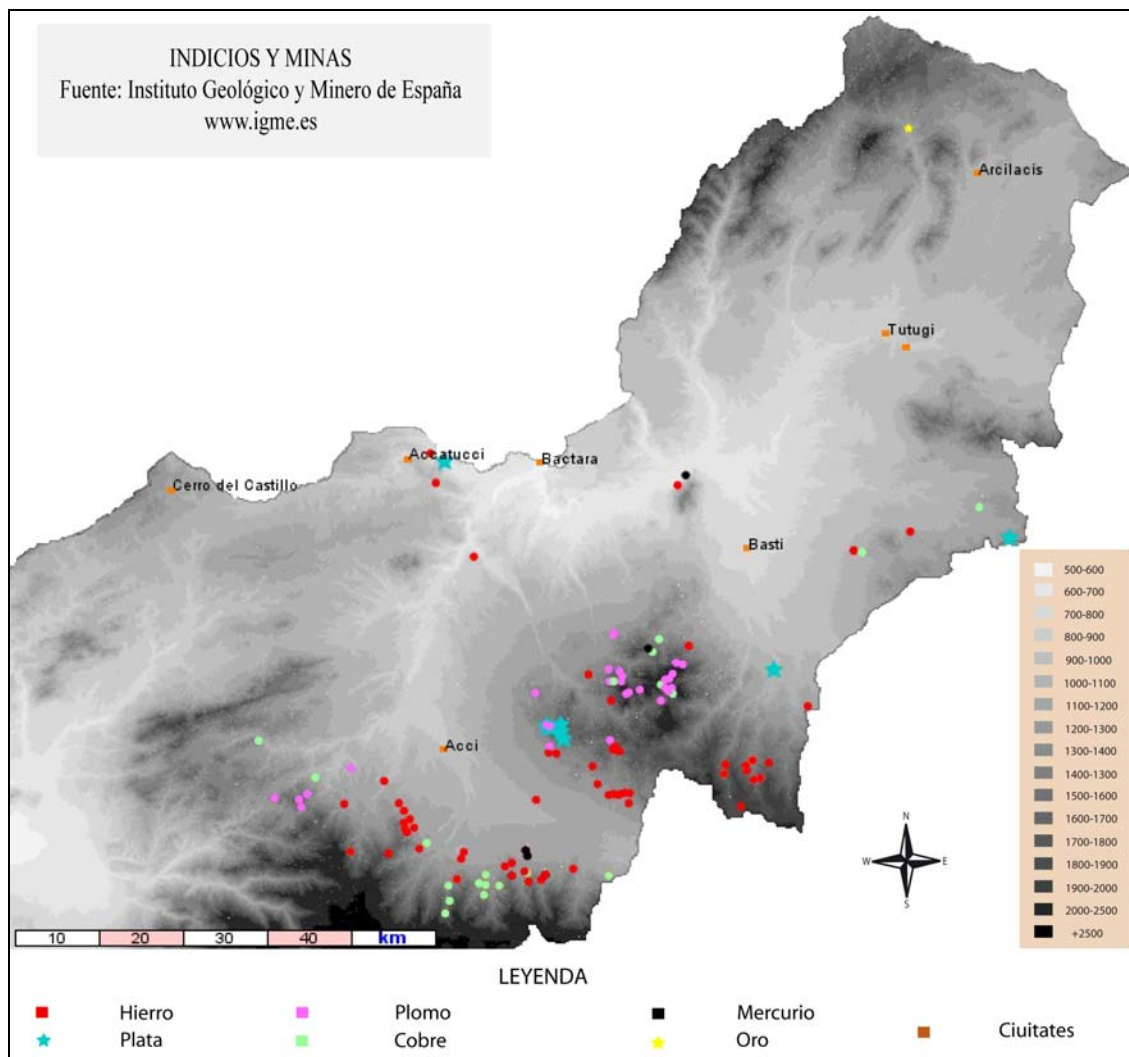 INDICIOS Y MINAS
Fuente: Instituto Geológico y Minero de España
www.igme.es
Arcilacis
Tutugi
Accatucci
Bactara
Cerro del Castillo
Basti
Acci
500-600
600-700
700-800
800-900
900-1000
1000-1100
1100-1200
1200-1300
1300-1400
1400-1300
1500-1600
1600-1700
1700-1800
1800-1900
1900-2000
2000-2500
+2500
N
W E
S
10 20 30 40 km
LEYENDA
Hierro Plomo Mercurio Ciuitates
Plata Cobre Oro